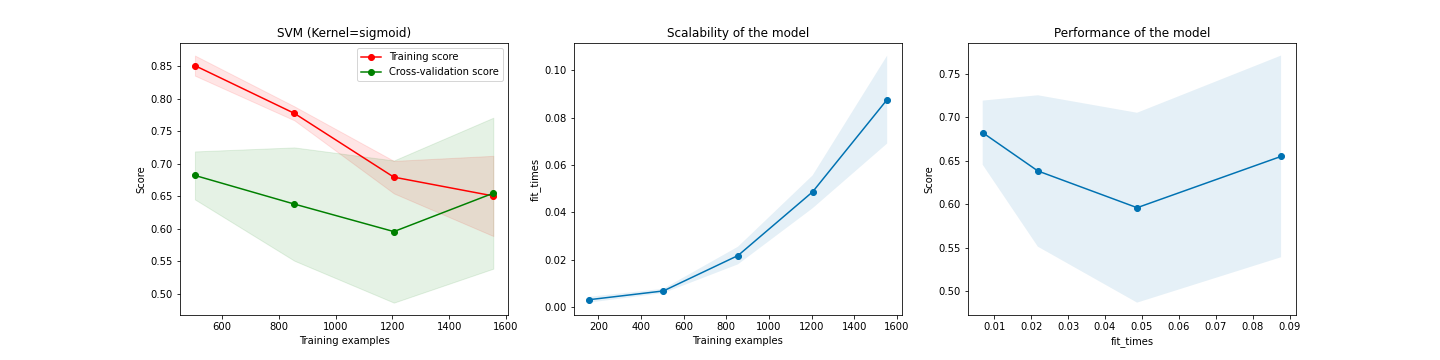 SVM (Kernel=sigmoid)
Training score
Cross-validation score
Score
0.85
0.80
0.75
0.70
0.65
0.60
0.55
0.50
600 800 1000 1200 1400 1600
Training examples
Scalability of the model
fit_times
0.10
0.08
0.06
0.04
0.02
0.00
200 400 600 800 1000 1200 1400 1600
Training examples
Performance of the model
Score
0.75
0.70
0.65
0.60
0.55
0.50
0.01 0.02 0.03 0.04 0.05 0.06 0.07 0.08 0.09
fit_times